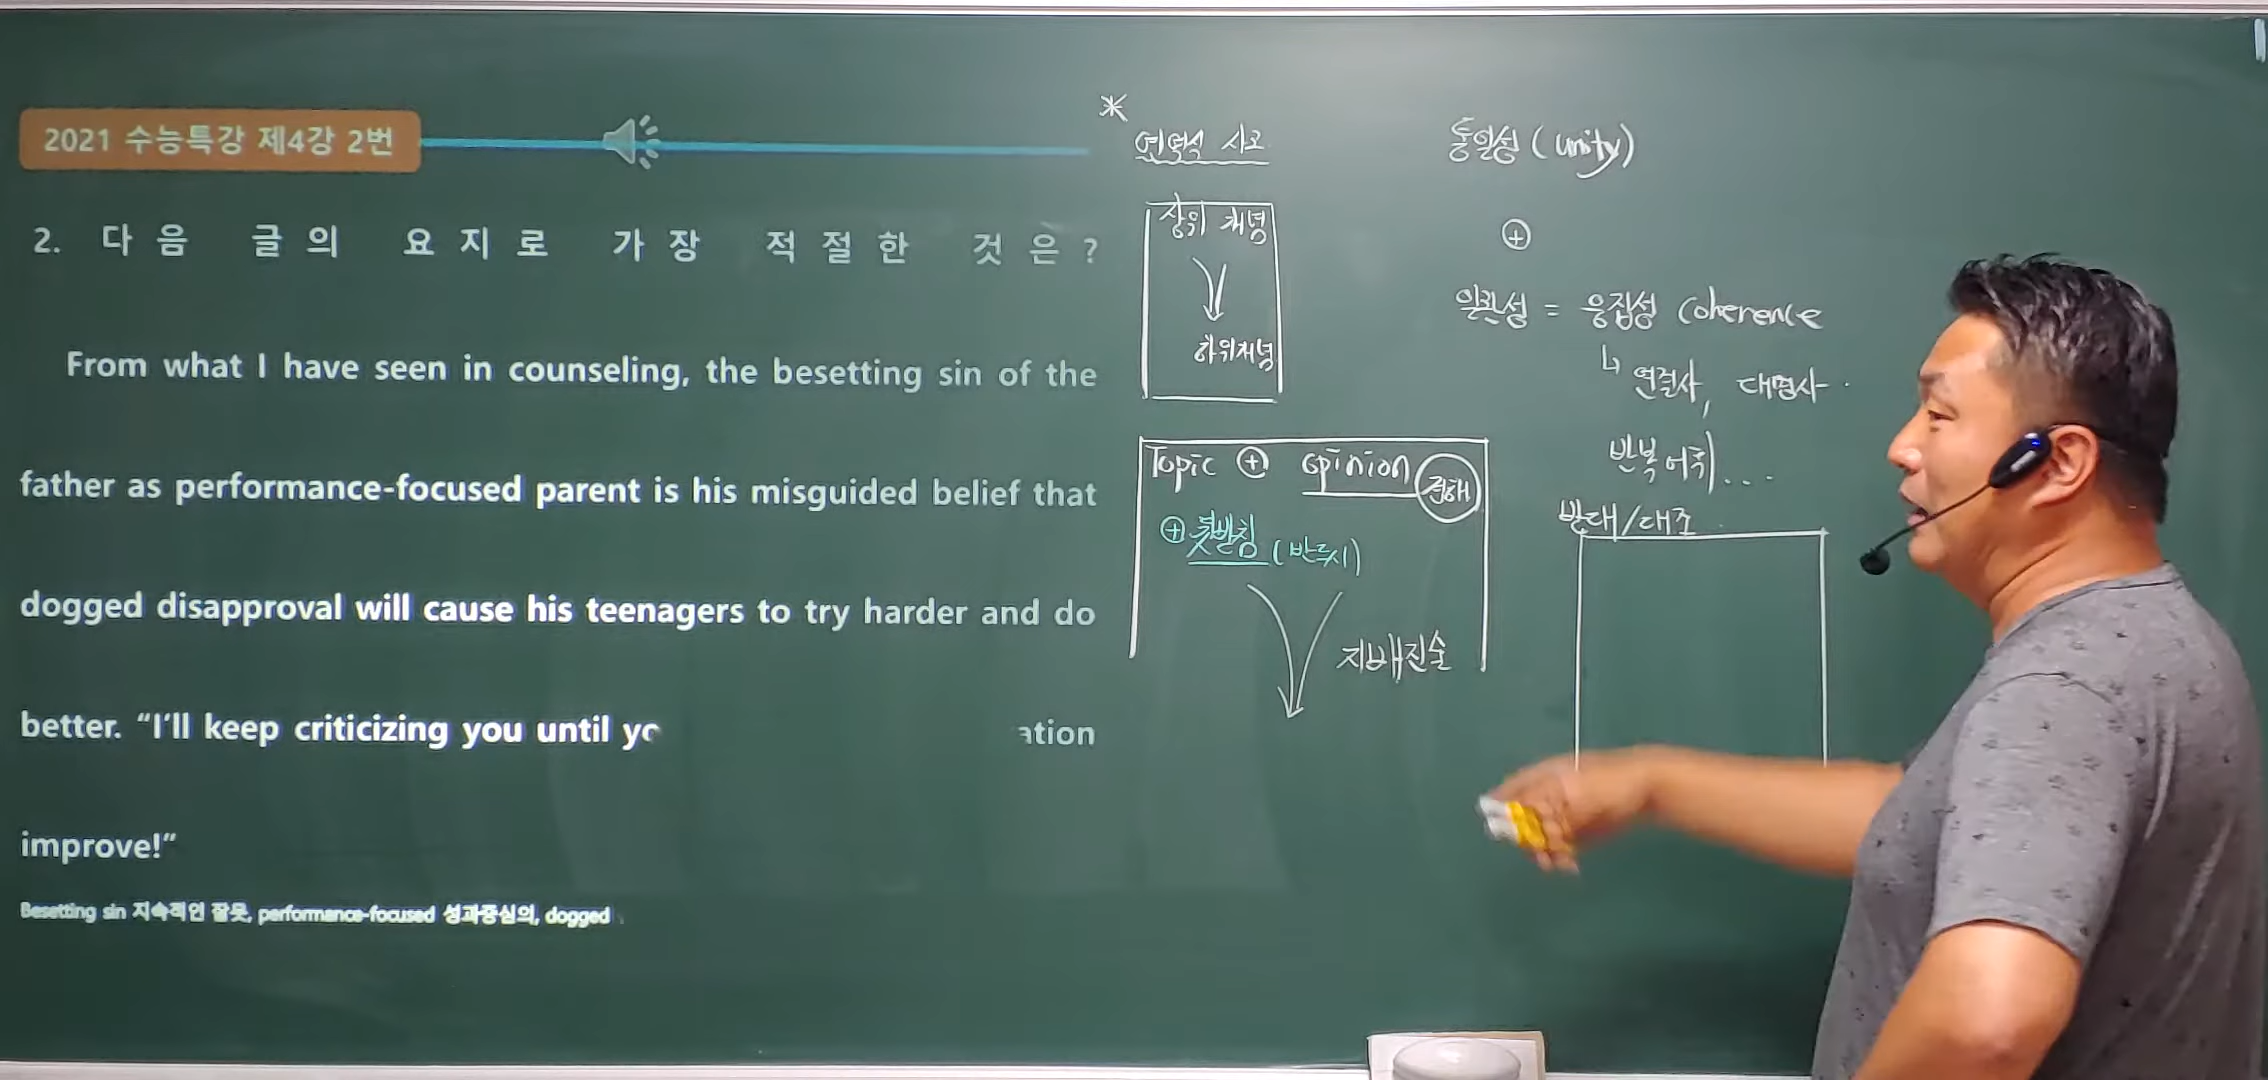 2021 수능특강 제4강 2번
2. 다음 글의 요지로 가장 적절한 것은?
From what I have seen in counseling, the besetting sin of the
father as performance-focused parent is his misguided belief that
dogged disapproval will cause his teenagers to try harder and do
better. “I’ll keep criticizing you until
improve!”
Besetting sin 지속적인 잘못, performance-focused 성과중심의, dogged
*
연역식 사고
상위 개념
하위개념
Topic ⊕ opinion 견해
⊕ 뒷받침 (반드시)
지배진술
통일성 (unity)
⊕
일관성 = 응집성 coherence
↳ 연결사, 대명사..
반복어휘)...
반대/대조